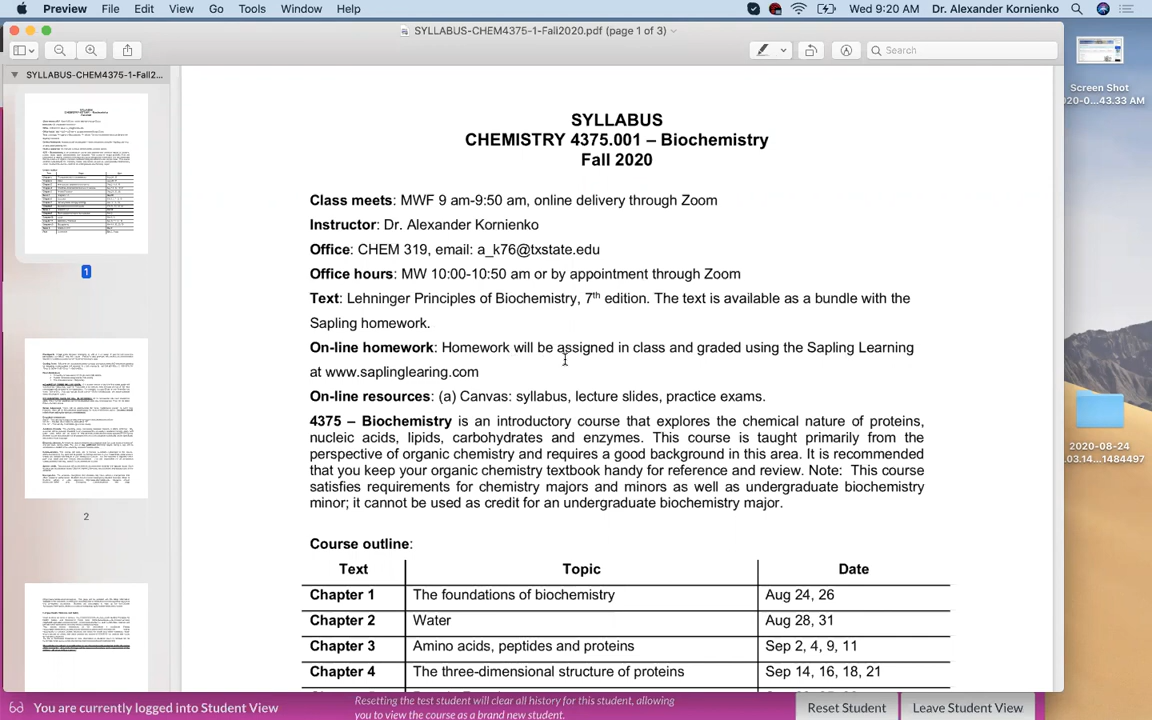 Preview File Edit View Go Tools Window Help Wed 9:20 AM Dr. Alexander Kornienko
SYLLABUS-CHEM4375-1-Fall2020.pdf (page 1 of 3)
Search
SYLLABUS-CHEM4375-1-Fall2...
1
2
SYLLABUS
CHEMISTRY 4375.001 – Biochemistry
Fall 2020
Class meets: MWF 9 am-9:50 am, online delivery through Zoom
Instructor: Dr. Alexander Kornienko
Office: CHEM 319, email: a_k76@txstate.edu
Office hours: MW 10:00-10:50 am or by appointment through Zoom
Text: Lehninger Principles of Biochemistry, 7th edition. The text is available as a bundle with the
Sapling homework.
On-line homework: Homework will be assigned in class and graded using the Sapling Learning
at www.saplinglearing.com
On-line resources: (a) Canvas: syllabus, lecture slides, practice exams.
4375 – Biochemistry is an introductory course that explores the chemical nature of proteins,
nucleic acids, lipids, carbohydrates and enzymes. This course is taught primarily from the
perspective of organic chemistry and requires a good background in this area. It is recommended
that you keep your organic chemistry textbook handy for reference and review. Note: This course
satisfies requirements for chemistry majors and minors as well as undergraduate biochemistry
minor; it cannot be used as credit for an undergraduate biochemistry major.
Course outline:
Text Topic Date
Chapter 1 The foundations of biochemistry Aug 24, 26
Chapter 2 Water Aug 28, 31
Chapter 3 Amino acids, peptides and proteins Sep 2, 4, 9, 11
Chapter 4 The three-dimensional structure of proteins Sep 14, 16, 18, 21
Screen Shot
20-0...43.33 AM
2020-08-24
.03.14...1484497
You are currently logged into Student View
Resetting the test student will clear all history for this student, allowing
you to view the course as a brand new student.
Reset Student
Leave Student View